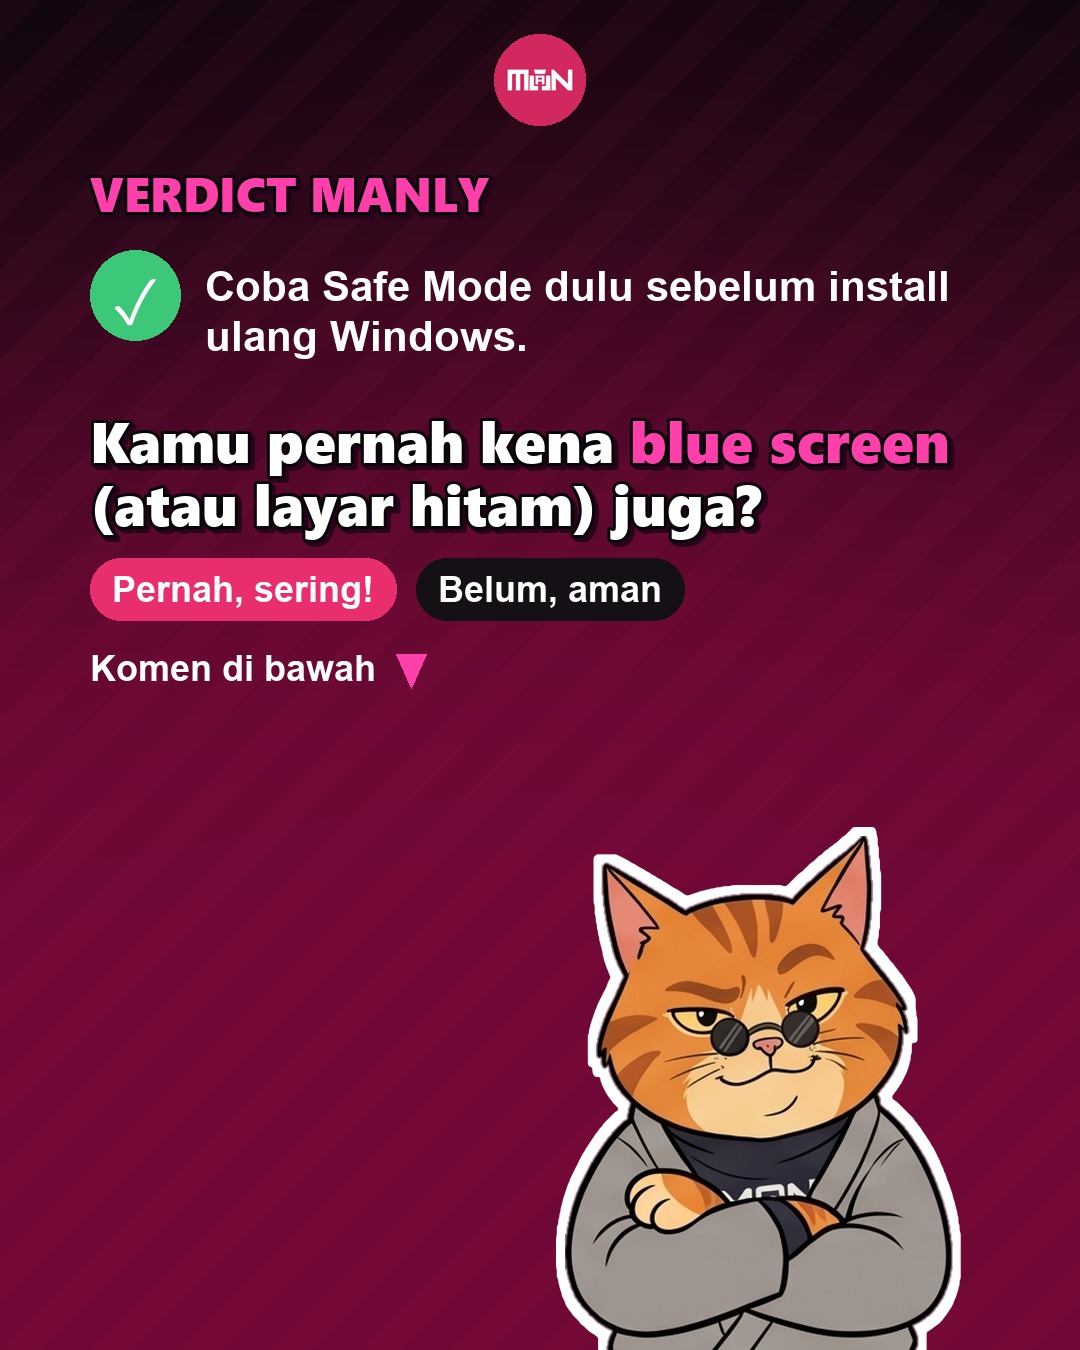 MAN
VERDICT MANLY
✓ Coba Safe Mode dulu sebelum install
ulang Windows.
Kamu pernah kena blue screen
(atau layar hitam) juga?
Pernah, sering! Belum, aman
Komen di bawah ▼